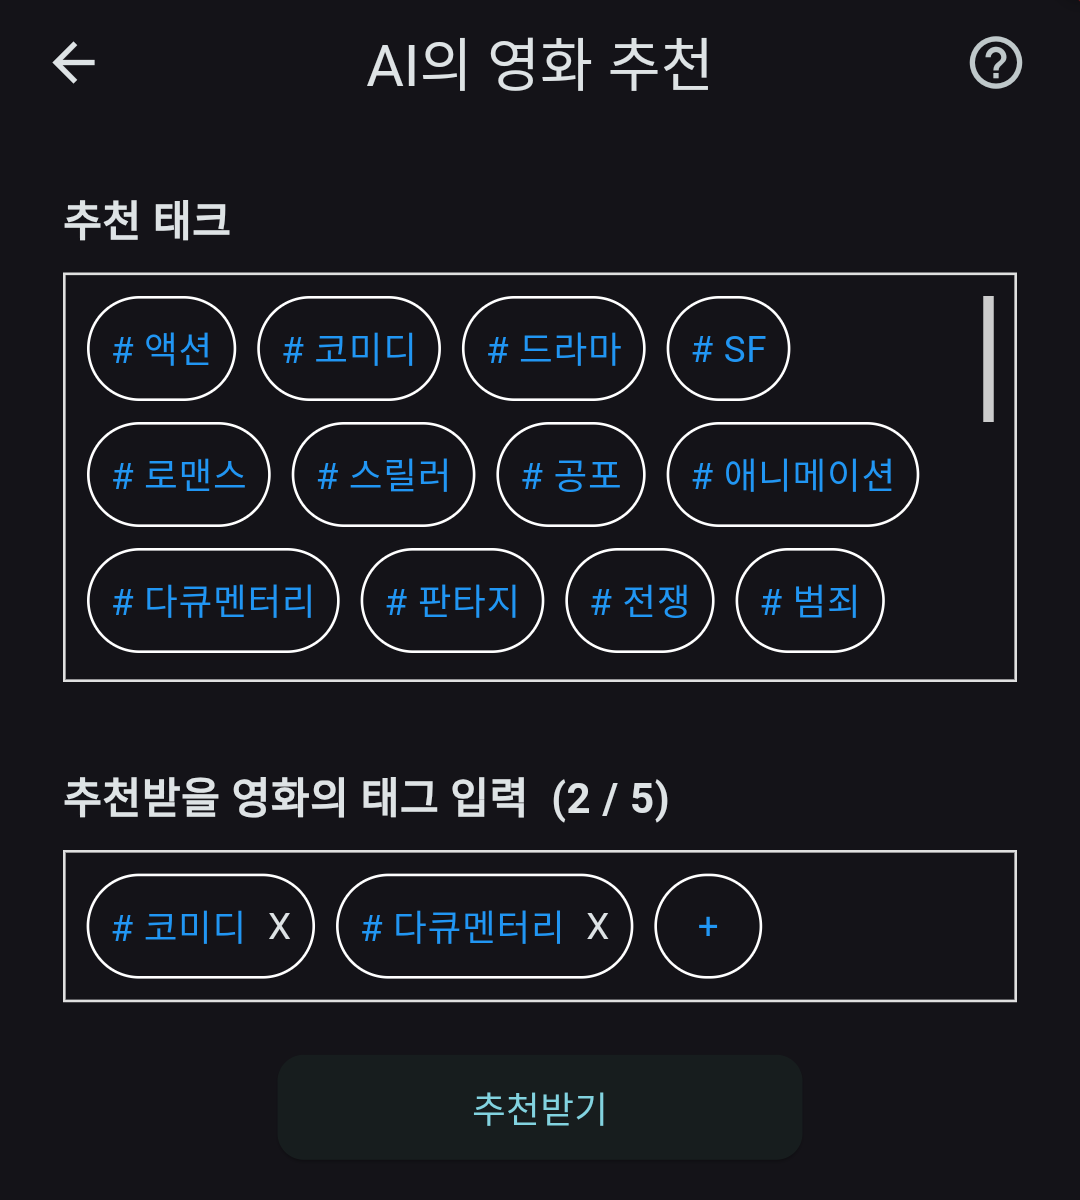 AI의 영화 추천
추천 태크
# 액션 # 코미디 # 드라마 # SF
# 로맨스 # 스릴러 # 공포 # 애니메이션
# 다큐멘터리 # 판타지 # 전쟁 # 범죄
추천받을 영화의 태그 입력 (2 / 5)
# 코미디 X # 다큐멘터리 X +
추천받기